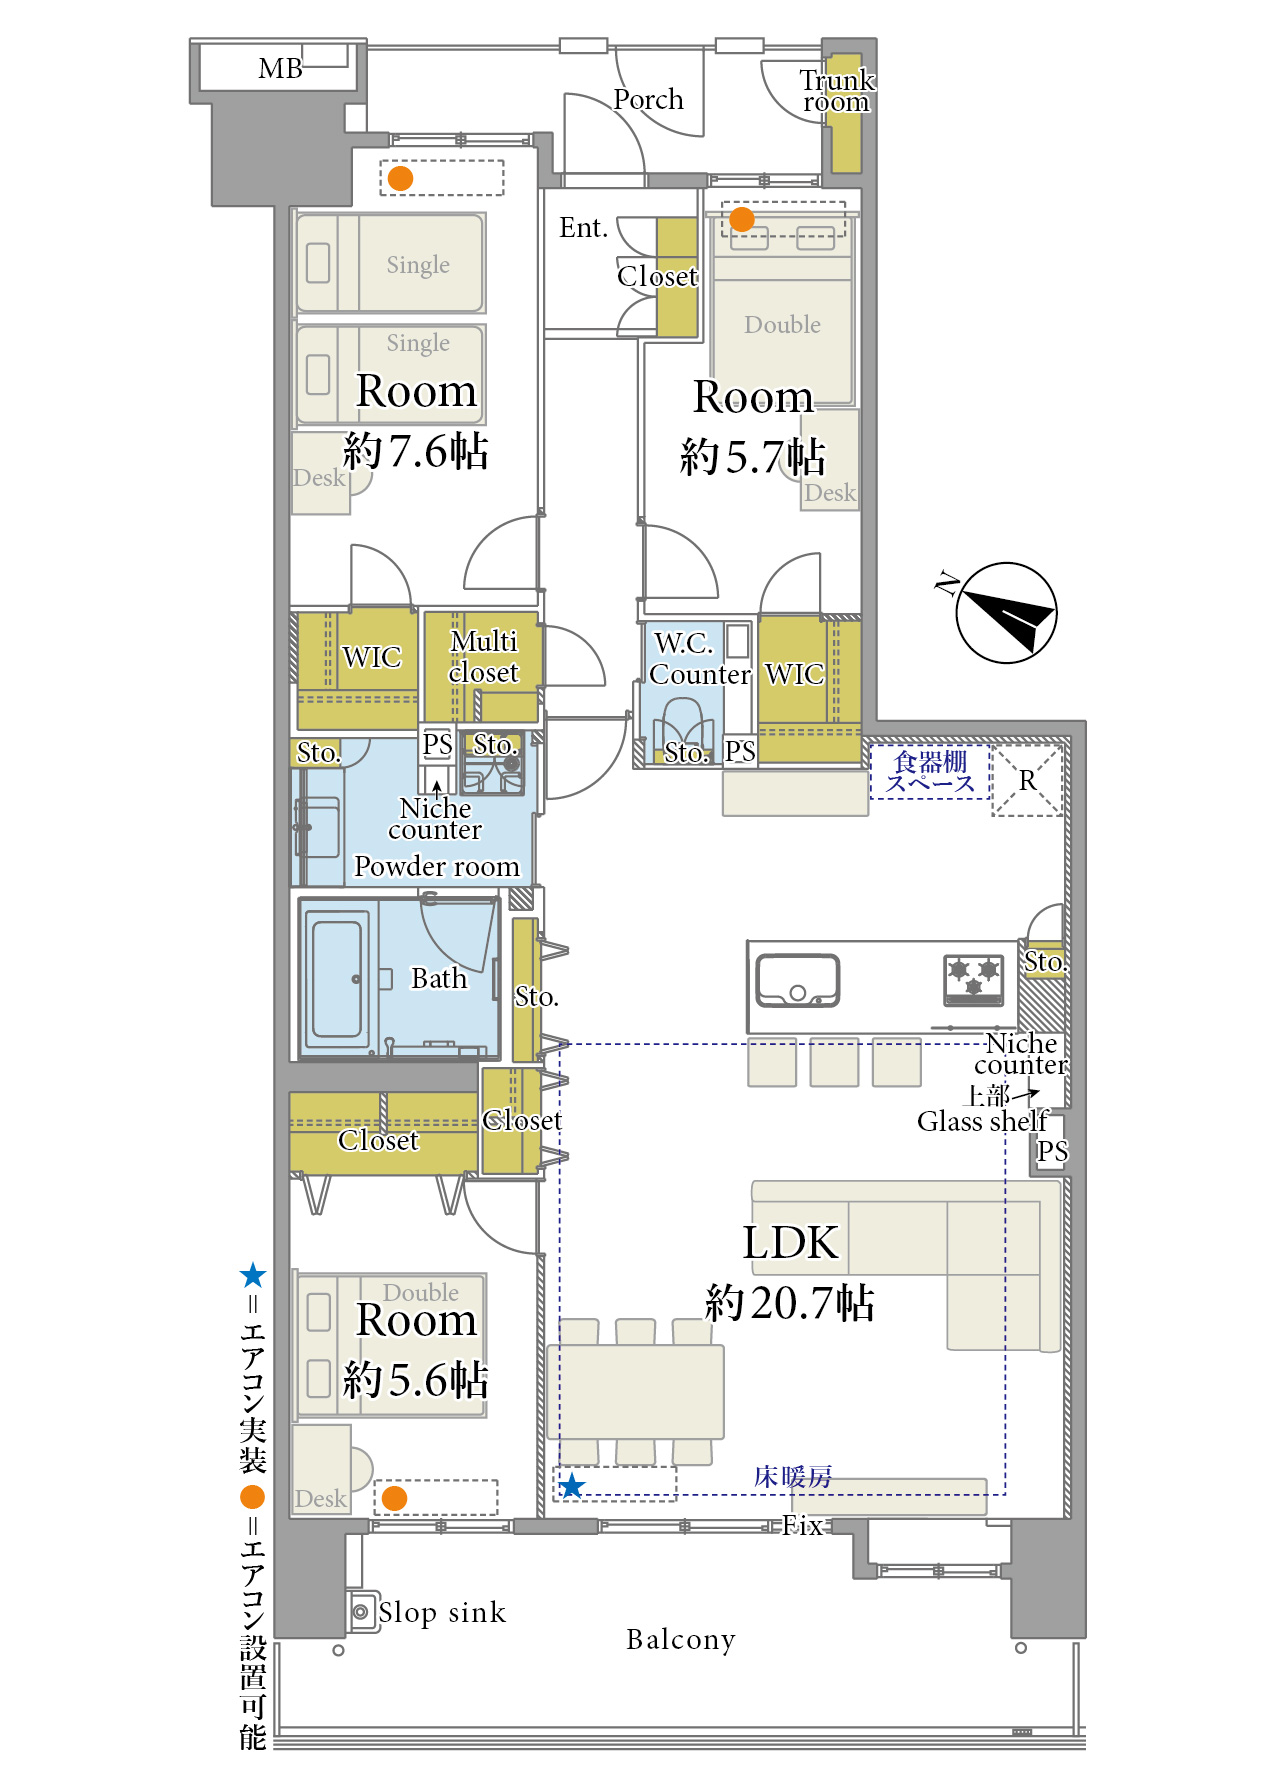 MB
Porch
Trunk
room
Ent.
Closet
Single
Single
Double
Room
約7.6帖
Room
約5.7帖
Desk
Desk
N
WIC
Multi
closet
W.C.
Counter
WIC
Sto.
PS
Sto.
Sto.
PS
食器棚
スペース
R
Niche
counter
Powder room
Bath
Sto.
Sto.
Niche
counter
上部
Glass shelf
PS
Closet
Closet
LDK
約20.7帖
Double
Room
約5.6帖
Desk
床暖房
Fix
Slop sink
Balcony
★=エアコン実装 ●=エアコン設置可能